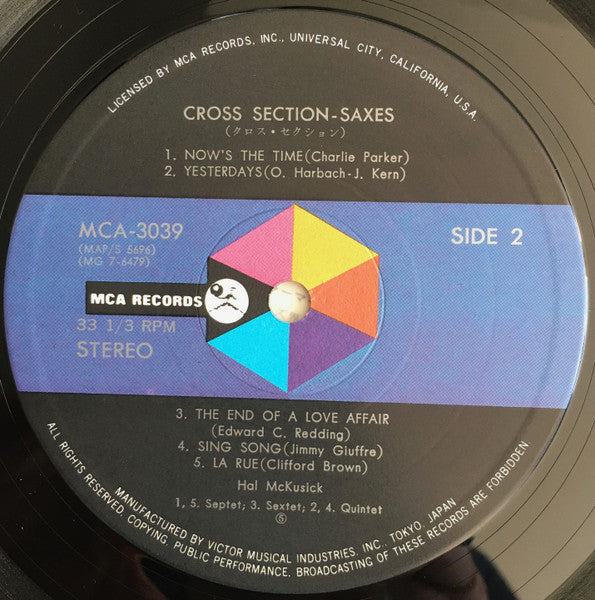 LICENSED BY MCA RECORDS, INC., UNIVERSAL CITY, CALIFORNIA, U.S.A.
CROSS SECTION-SAXES
(クロス・セクション)
1. NOW'S THE TIME(Charlie Parker)
2. YESTERDAYS(O. Harbach-J. Kern)
MCA-3039
SIDE 2
(MAP/S 5696)
(MG 7-6479)
MCA RECORDS
33 1/3 RPM
STEREO
3. THE END OF A LOVE AFFAIR
(Edward C. Redding)
4. SING SONG(Jimmy Giuffre)
5. LA RUE(Clifford Brown)
Hal McKusick
1, 5. Septet; 3. Sextet; 2, 4. Quintet
⑤
MANUFACTURED BY VICTOR MUSICAL INDUSTRIES, INC., TOKYO, JAPAN
ALL RIGHTS RESERVED, COPYING, PUBLIC PERFORMANCE, BROADCASTING OF THESE RECORDS ARE FORBIDDEN